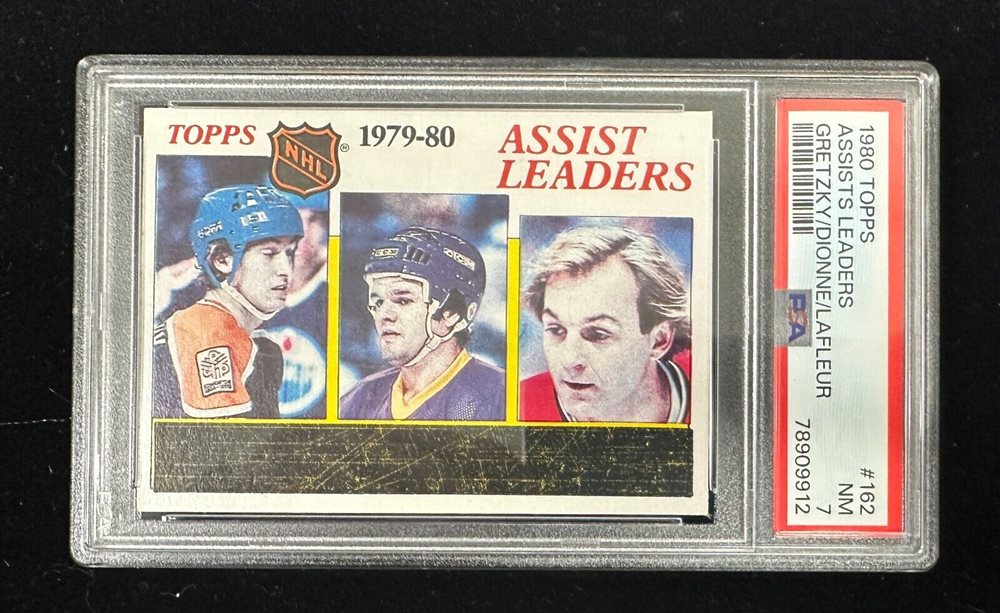 TOPPS NHL ® 1979-80
ASSIST
LEADERS
1980 TOPPS #162
ASSISTS LEADERS NM
GRETZKY/DIONNE/LAFLEUR 7
PSA 78909912